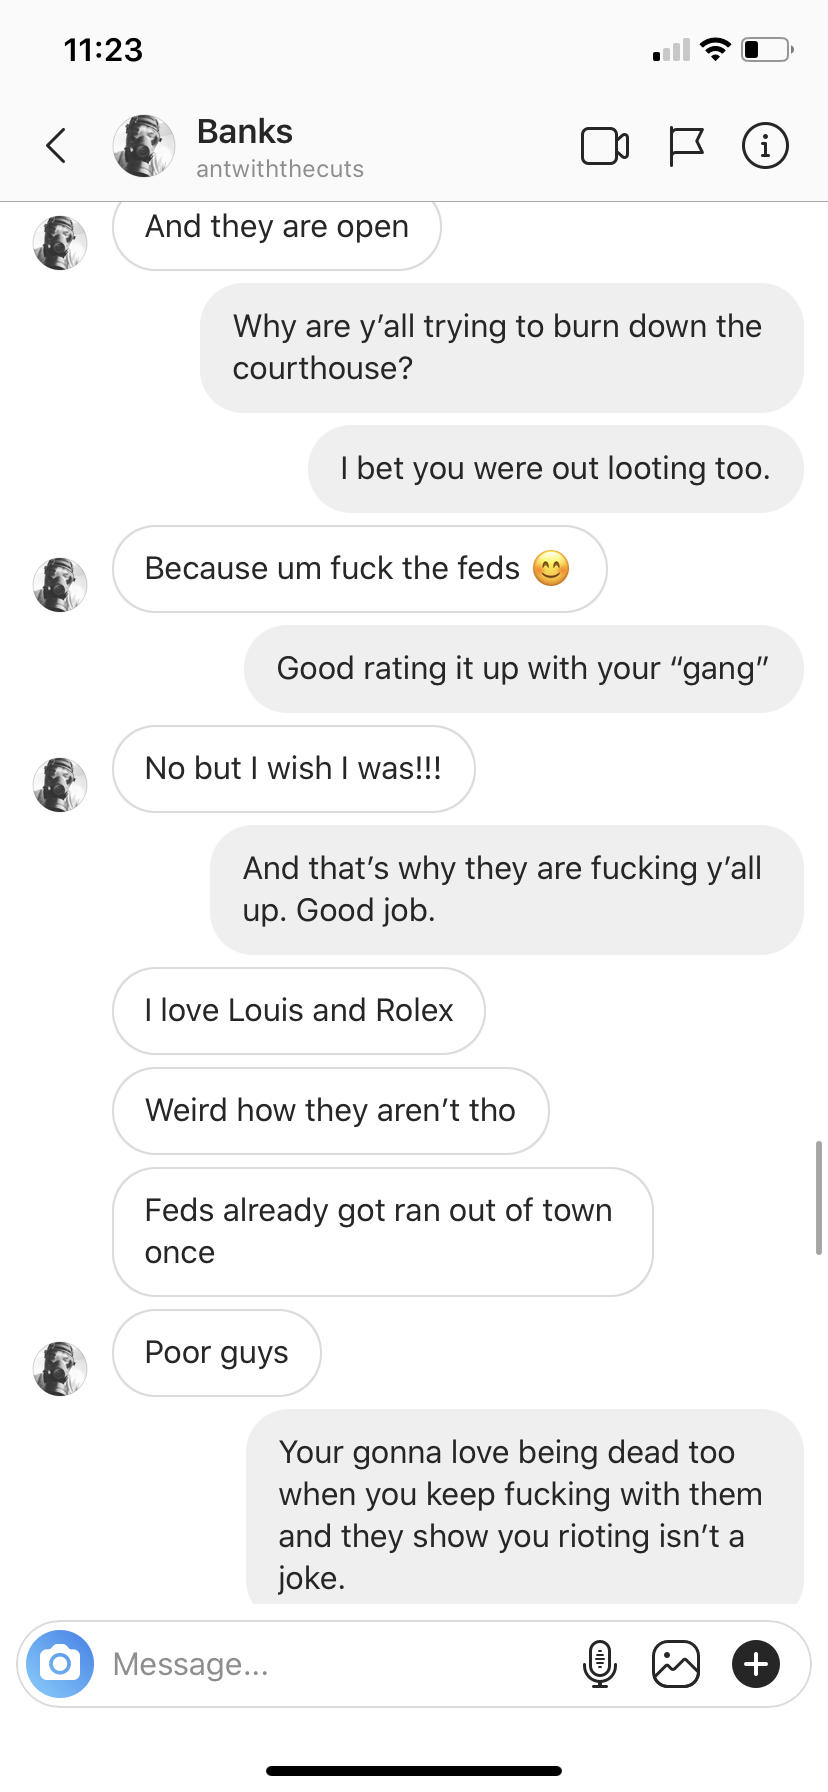 11:23
Banks
antwiththecuts
And they are open
Why are y’all trying to burn down the
courthouse?
I bet you were out looting too.
Because um fuck the feds 😊
Good rating it up with your “gang”
No but I wish I was!!!
And that’s why they are fucking y’all
up. Good job.
I love Louis and Rolex
Weird how they aren’t tho
Feds already got ran out of town
once
Poor guys
Your gonna love being dead too
when you keep fucking with them
and they show you rioting isn’t a
joke.
Message...